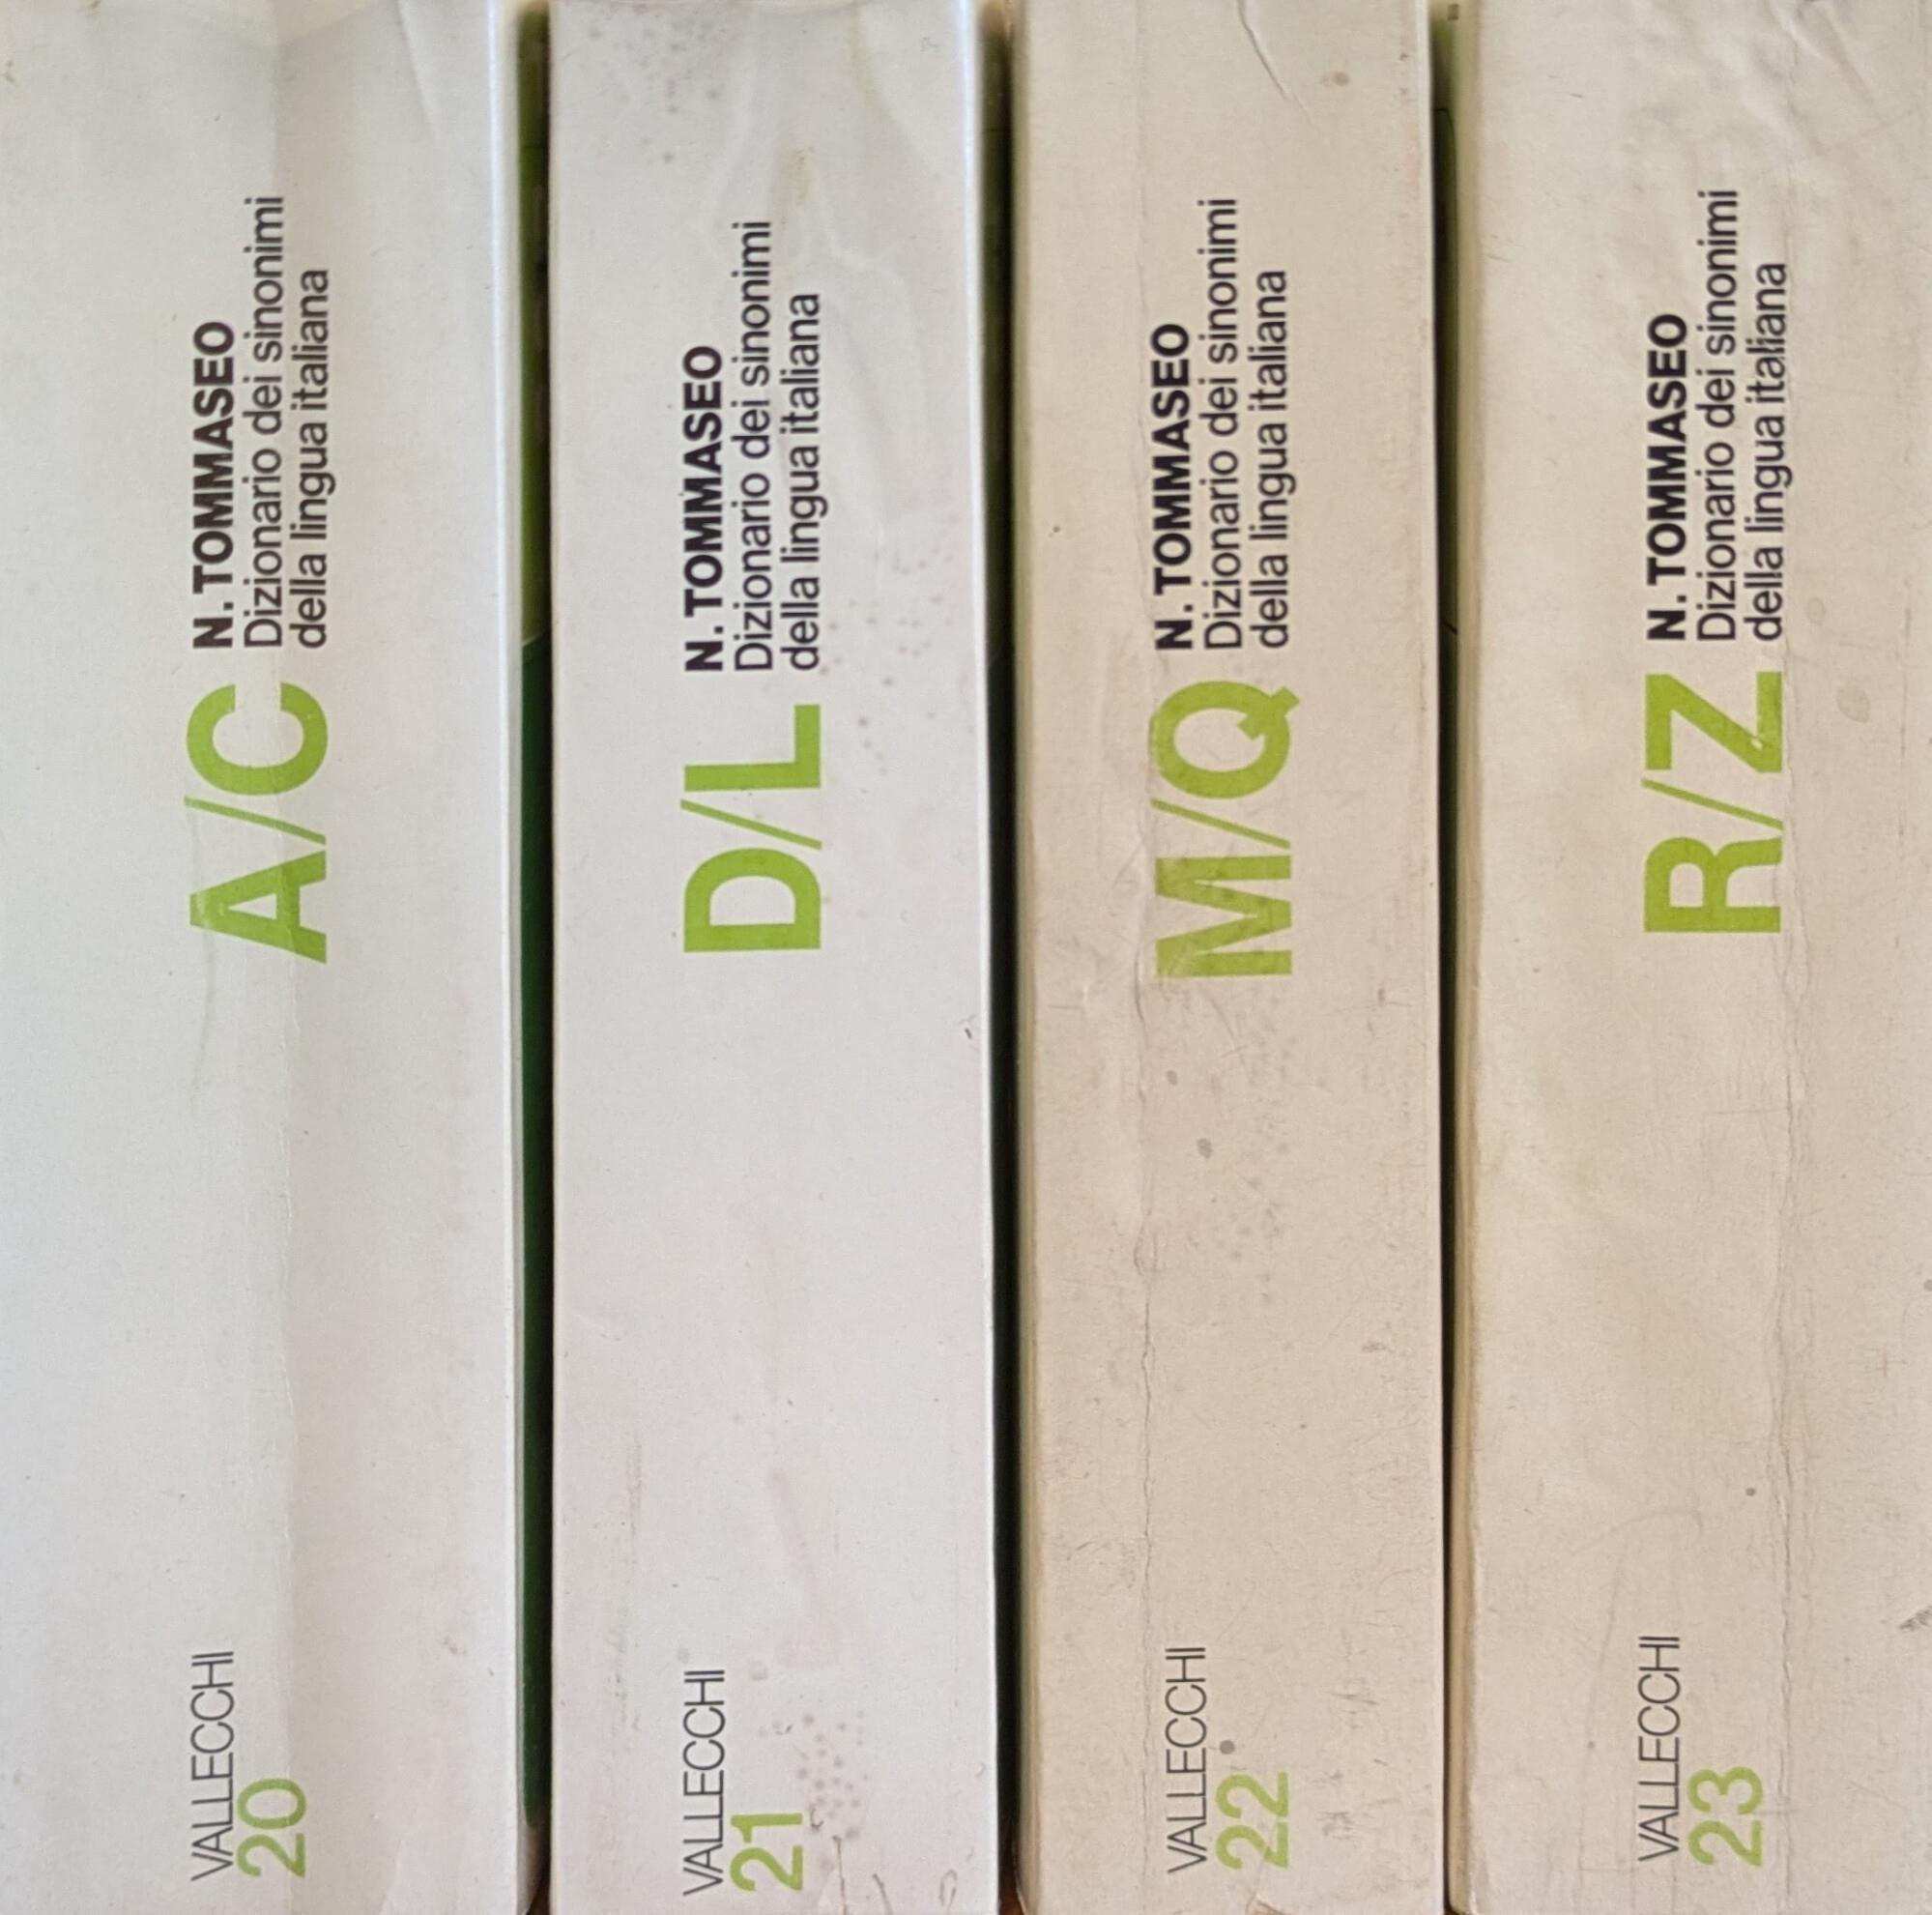 A/C
N. TOMMASEO
Dizionario dei sinonimi
della lingua italiana
VALLECCHI
20
D/L
N. TOMMASEO
Dizionario dei sinonimi
della lingua italiana
VALLECCHI
21
M/Q
N. TOMMASEO
Dizionario dei sinonimi
della lingua italiana
VALLECCHI
22
R/Z
N. TOMMASEO
Dizionario dei sinonimi
della lingua italiana
VALLECCHI
23